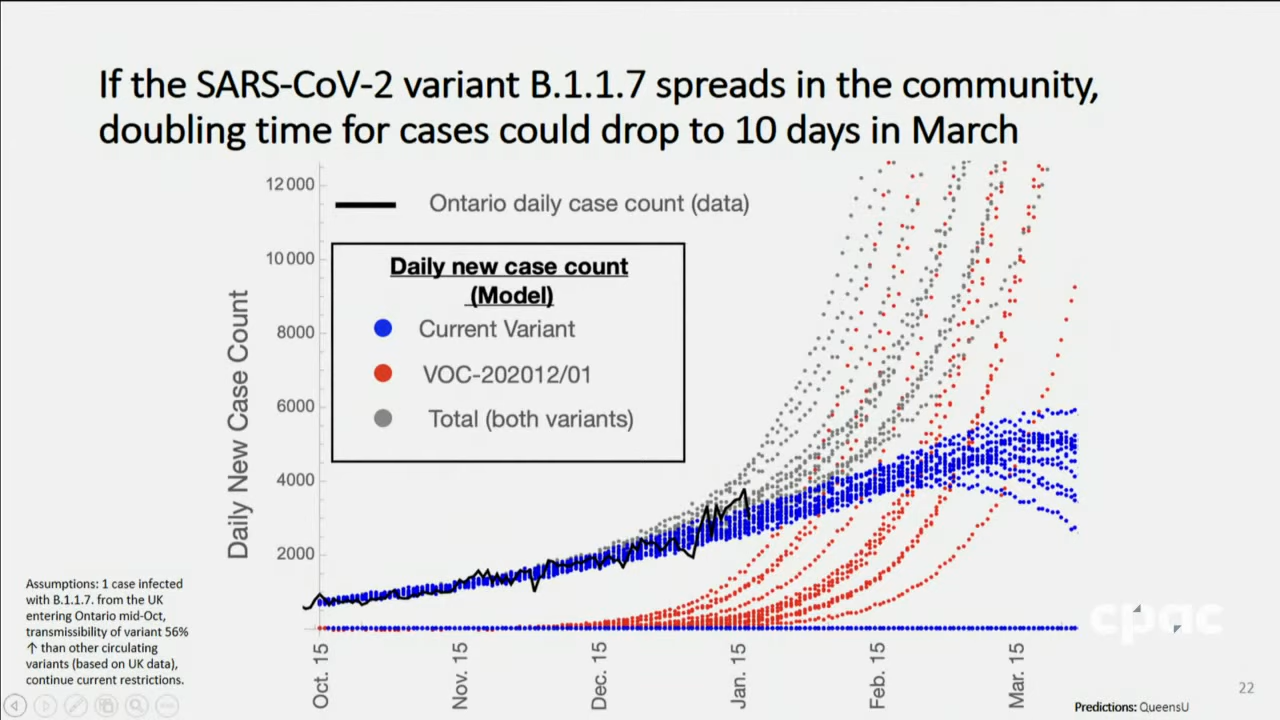 If the SARS-CoV-2 variant B.1.1.7 spreads in the community,
doubling time for cases could drop to 10 days in March
12000
10000
8000
6000
4000
2000
Daily New Case Count
Ontario daily case count (data)
Daily new case count
(Model)
Current Variant
VOC-202012/01
Total (both variants)
Oct. 15
Nov. 15
Dec. 15
Jan. 15
Feb. 15
Mar. 15
Assumptions: 1 case infected
with B.1.1.7. from the UK
entering Ontario mid-Oct,
transmissibility of variant 56%
↑ than other circulating
variants (based on UK data),
continue current restrictions.
cpac
22
Predictions: QueensU